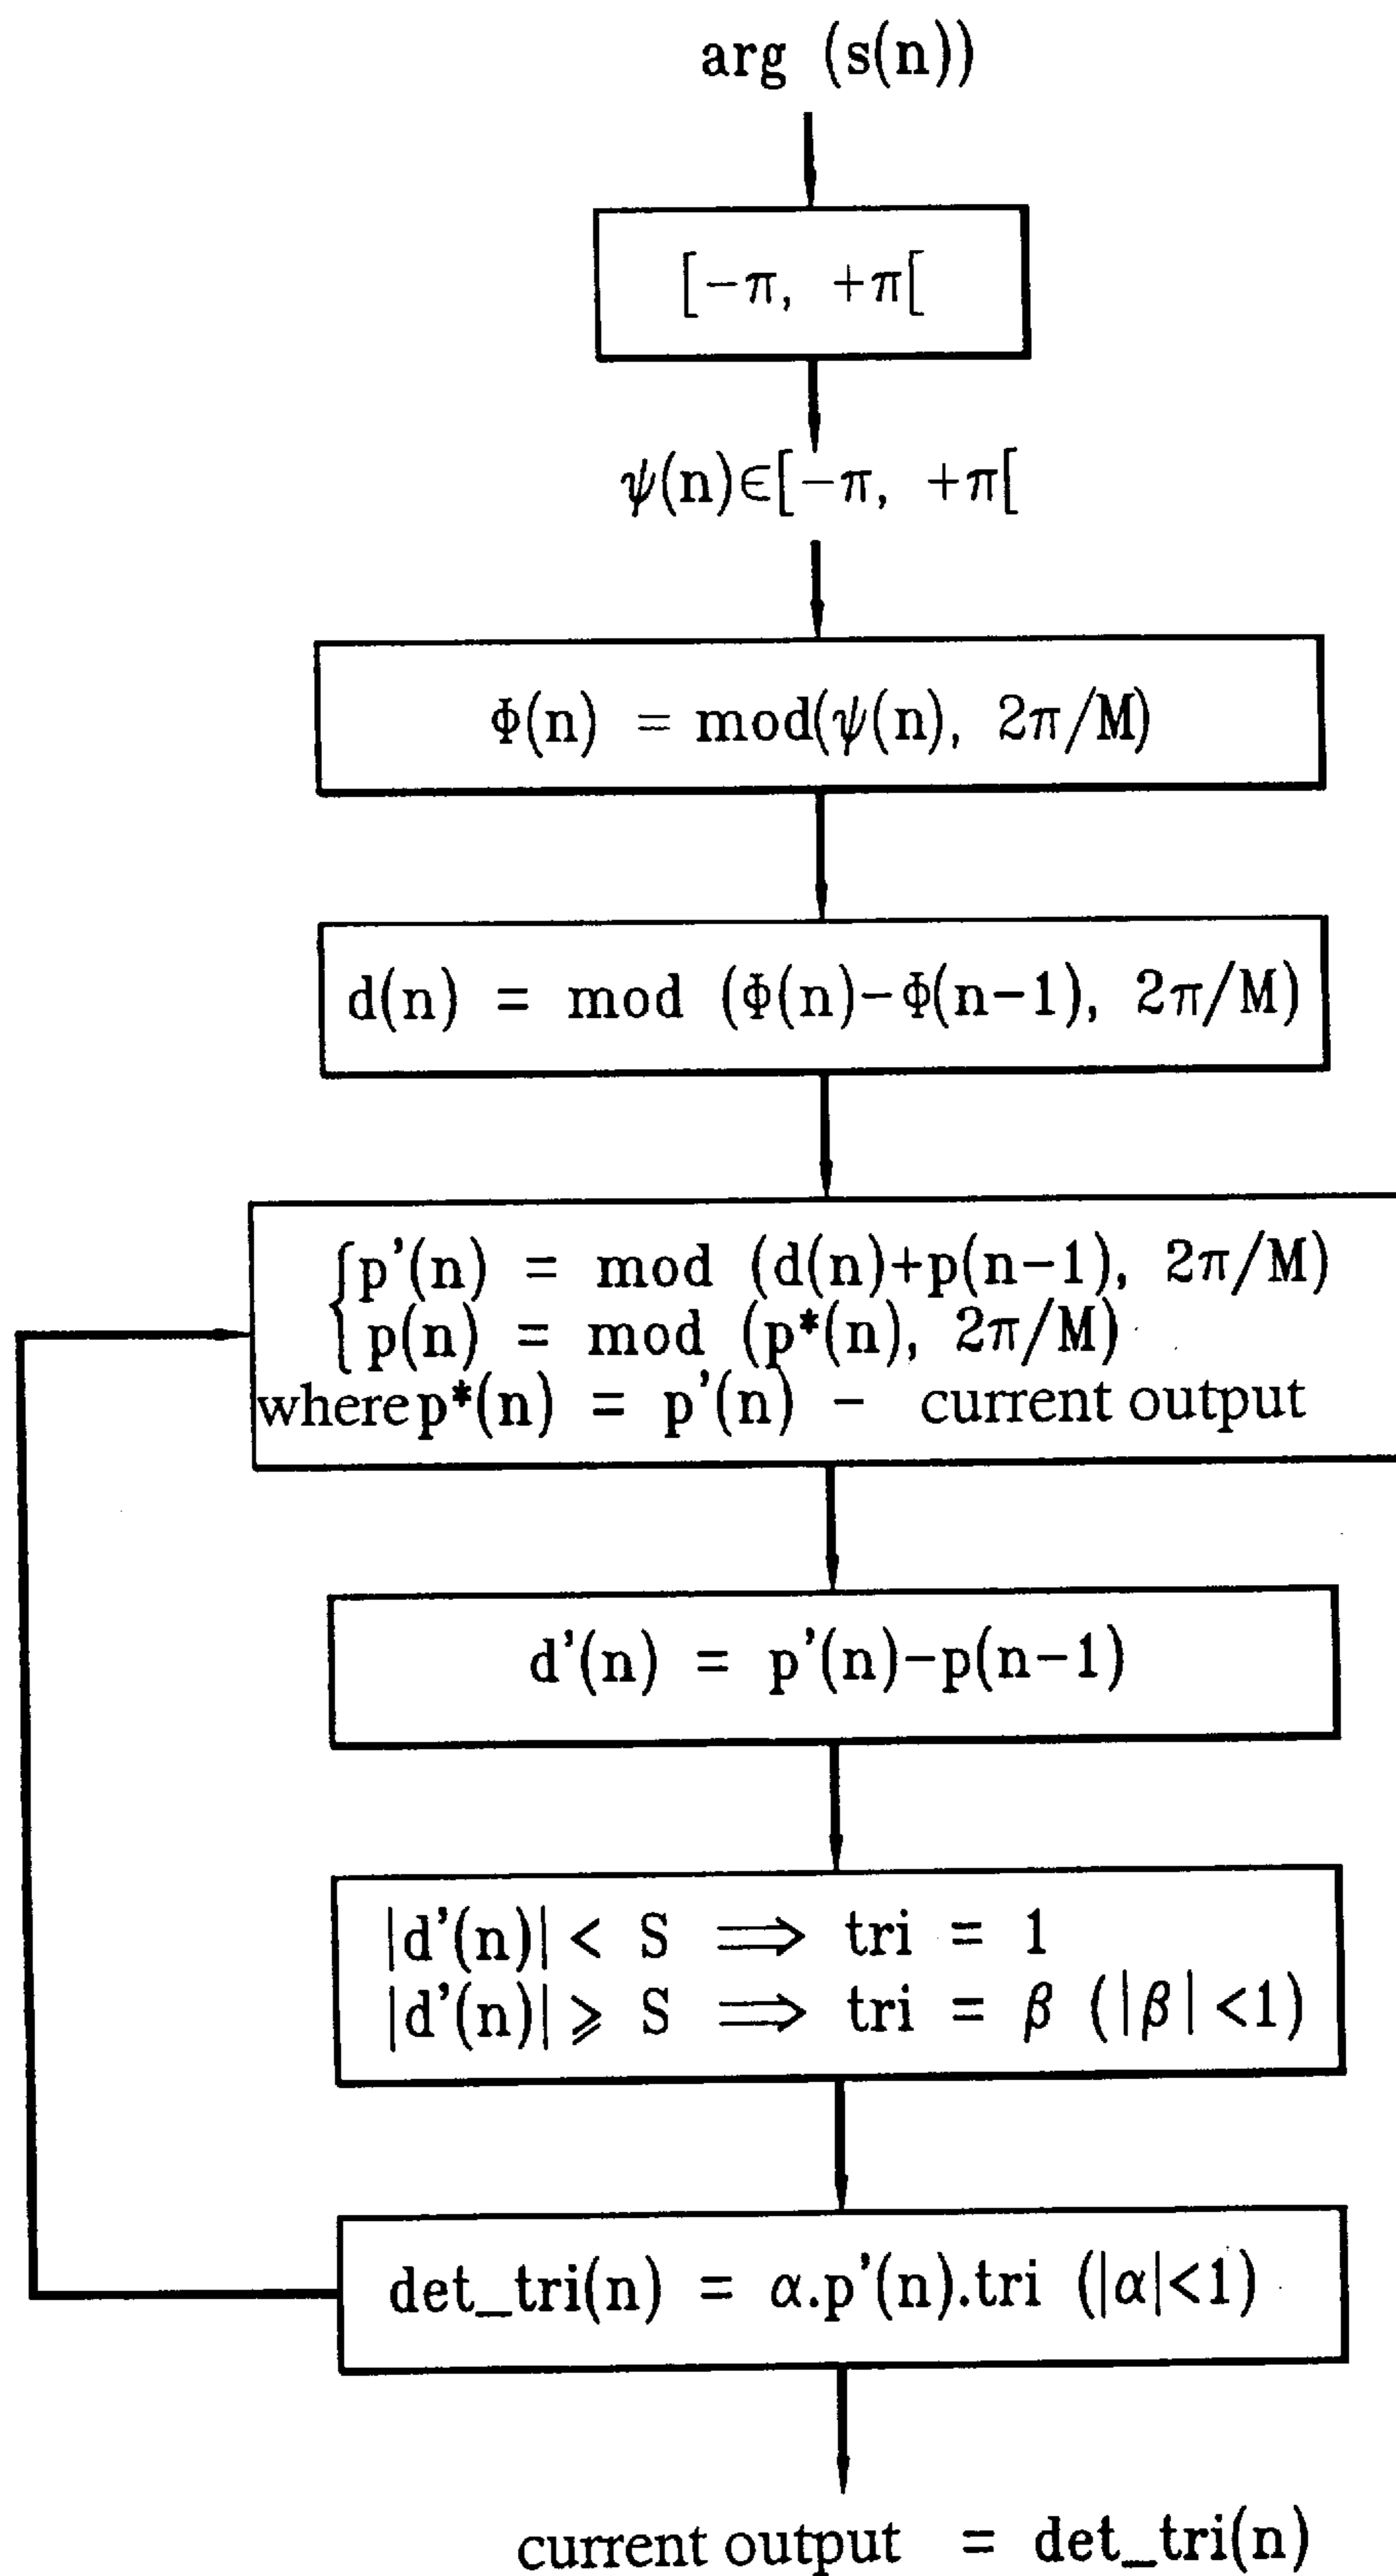 arg (s(n))
[-π, +π[
ψ(n)∈[-π, +π[
Φ(n) = mod(ψ(n), 2π/M)
d(n) = mod (Φ(n)-Φ(n-1), 2π/M)
p'(n) = mod (d(n)+p(n-1), 2π/M)
p(n) = mod (p*(n), 2π/M)
where p*(n) = p'(n) - current output
d'(n) = p'(n)-p(n-1)
|d'(n)| < S ⟹ tri = 1
|d'(n)| ⩾ S ⟹ tri = β (|β| <1)
det_tri(n) = α.p'(n).tri (|α|<1)
current output = det_tri(n)